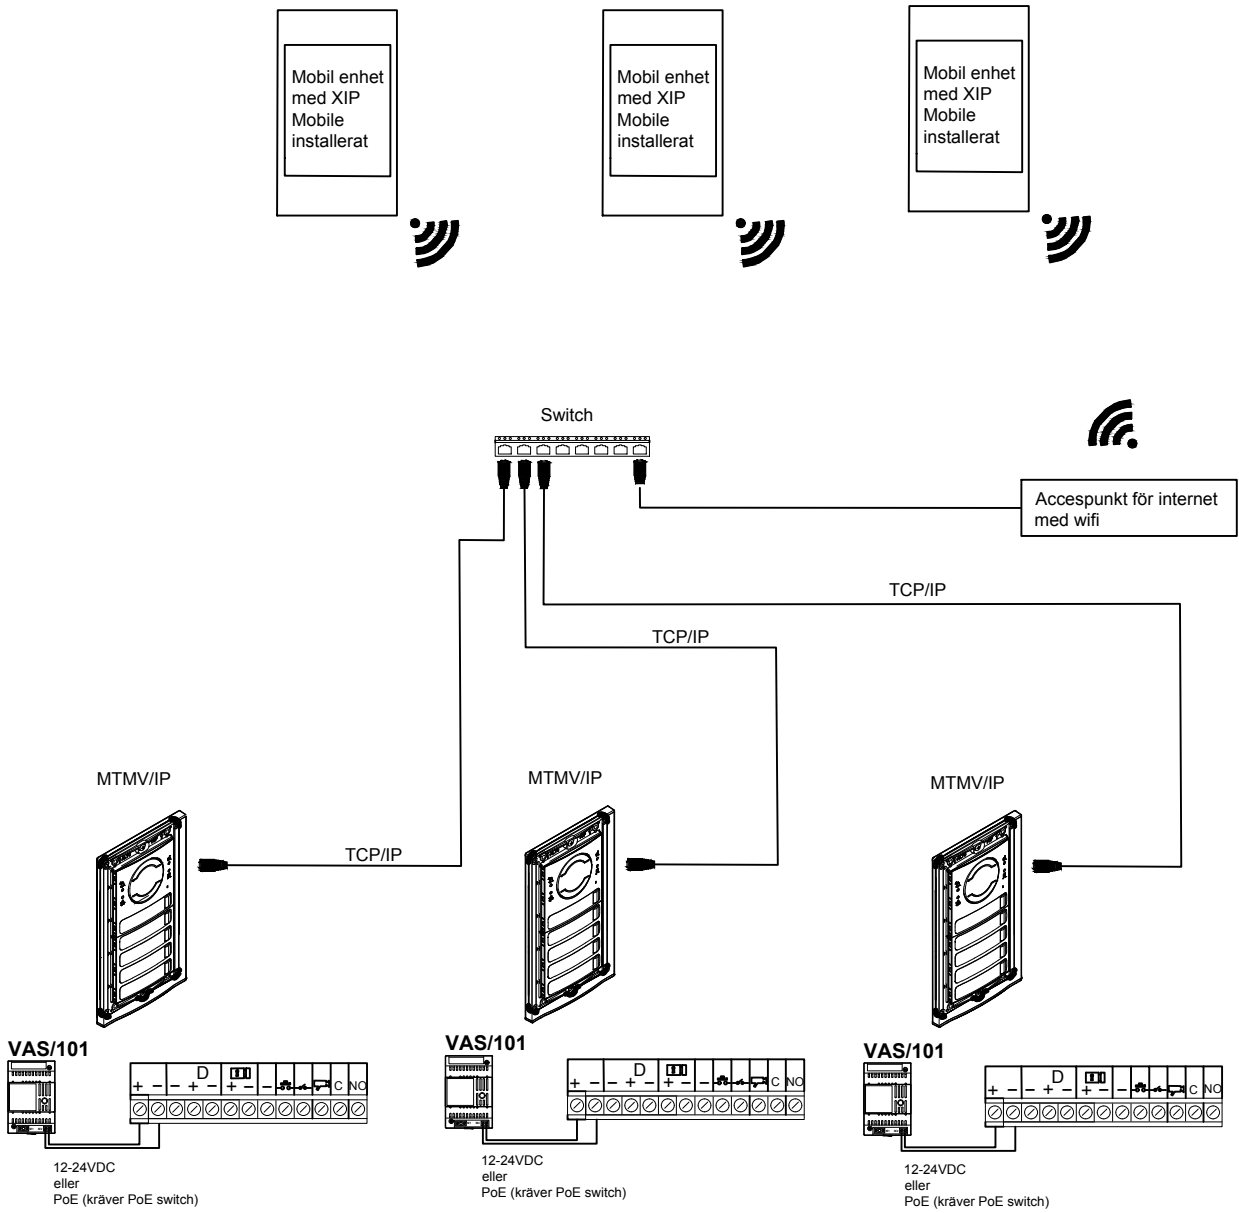 Mobil enhet
med XIP
Mobile
installerat
Mobil enhet
med XIP
Mobile
installerat
Mobil enhet
med XIP
Mobile
installerat
Switch
Accespunkt för internet
med wifi
TCP/IP
TCP/IP
MTMV/IP
MTMV/IP
MTMV/IP
TCP/IP
VAS/101
+ − − + − + − − C NO
D
12-24VDC
eller
PoE (kräver PoE switch)
VAS/101
D
+ − − + − + − − C NO
12-24VDC
eller
PoE (kräver PoE switch)
VAS/101
D
+ − − + − + − − C NO
12-24VDC
eller
PoE (kräver PoE switch)